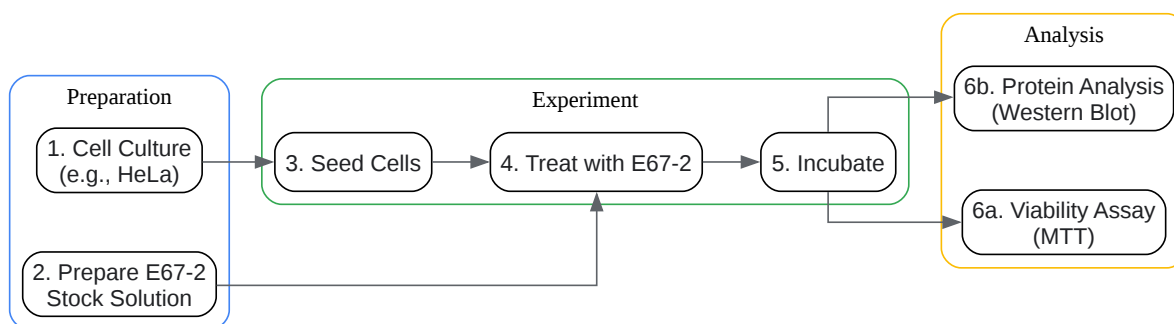 Preparation
1. Cell Culture
(e.g., HeLa)
2. Prepare E67-2
Stock Solution
Experiment
3. Seed Cells
4. Treat with E67-2
5. Incubate
Analysis
6b. Protein Analysis
(Western Blot)
6a. Viability Assay
(MTT)